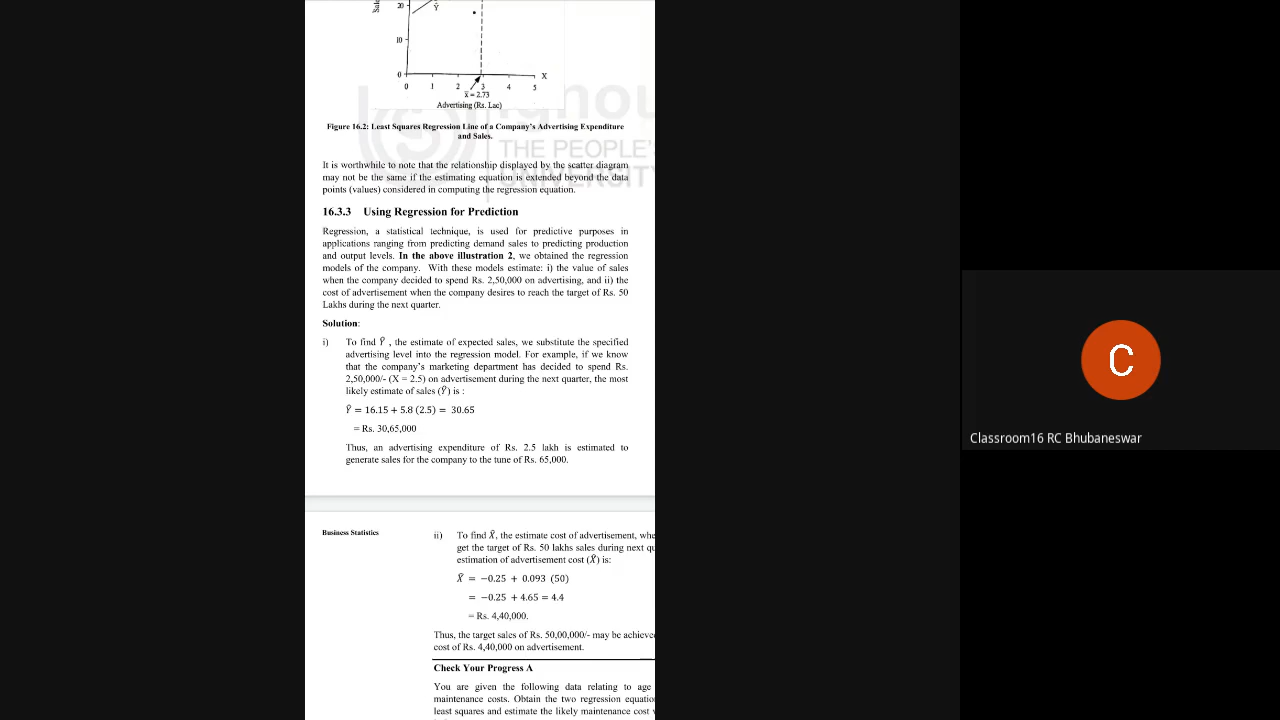 20
Ŷ
10
0
X
0 1 2 3 4 5
x̄ = 2.73
Advertising (Rs. Lac)
Figure 16.2: Least Squares Regression Line of a Company's Advertising Expenditure
and Sales.
ignou
THE PEOPLE'
UNIVERSITY
It is worthwhile to note that the relationship displayed by the scatter diagram
may not be the same if the estimating equation is extended beyond the data
points (values) considered in computing the regression equation.
16.3.3 Using Regression for Prediction
Regression, a statistical technique, is used for predictive purposes in
applications ranging from predicting demand sales to predicting production
and output levels. In the above illustration 2, we obtained the regression
models of the company. With these models estimate: i) the value of sales
when the company decided to spend Rs. 2,50,000 on advertising, and ii) the
cost of advertisement when the company desires to reach the target of Rs. 50
Lakhs during the next quarter.
Solution:
i) To find Ŷ , the estimate of expected sales, we substitute the specified
advertising level into the regression model. For example, if we know
that the company's marketing department has decided to spend Rs.
2,50,000/- (X = 2.5) on advertisement during the next quarter, the most
likely estimate of sales (Ŷ) is :
Ŷ = 16.15 + 5.8 (2.5) = 30.65
= Rs. 30,65,000
Thus, an advertising expenditure of Rs. 2.5 lakh is estimated to
generate sales for the company to the tune of Rs. 65,000.
Business Statistics
ii) To find X̂, the estimate cost of advertisement, whe
get the target of Rs. 50 lakhs sales during next qu
estimation of advertisement cost (X̂) is:
X̂ = −0.25 + 0.093 (50)
= −0.25 + 4.65 = 4.4
= Rs. 4,40,000.
Thus, the target sales of Rs. 50,00,000/- may be achieve
cost of Rs. 4,40,000 on advertisement.
Check Your Progress A
You are given the following data relating to age
maintenance costs. Obtain the two regression equatio
least squares and estimate the likely maintenance cost
C
Classroom16 RC Bhubaneswar